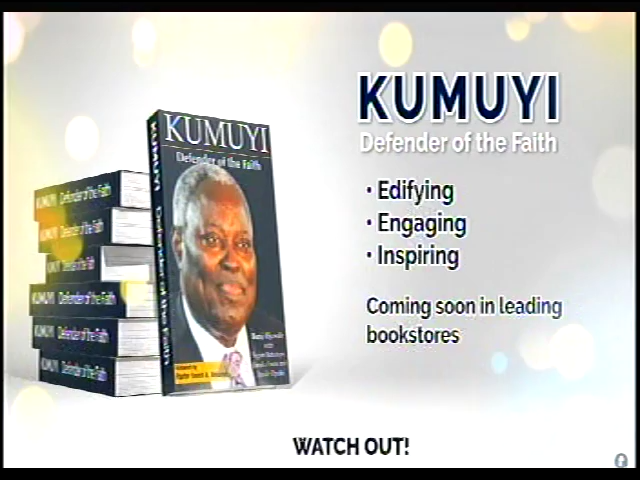 KUMUYI
Defender of the Faith
• Edifying
• Engaging
• Inspiring
Coming soon in leading
bookstores
KUMUYI
Defender of the Faith
KUMUYI Defender of the Faith
KUMUYI Defender of the Faith
KUMUYI Defender of the Faith
KUMUYI Defender of the Faith
KUMUYI Defender of the Faith
KUMUYI Defender of the Faith
KUMUYI Defender of the Faith
WATCH OUT!